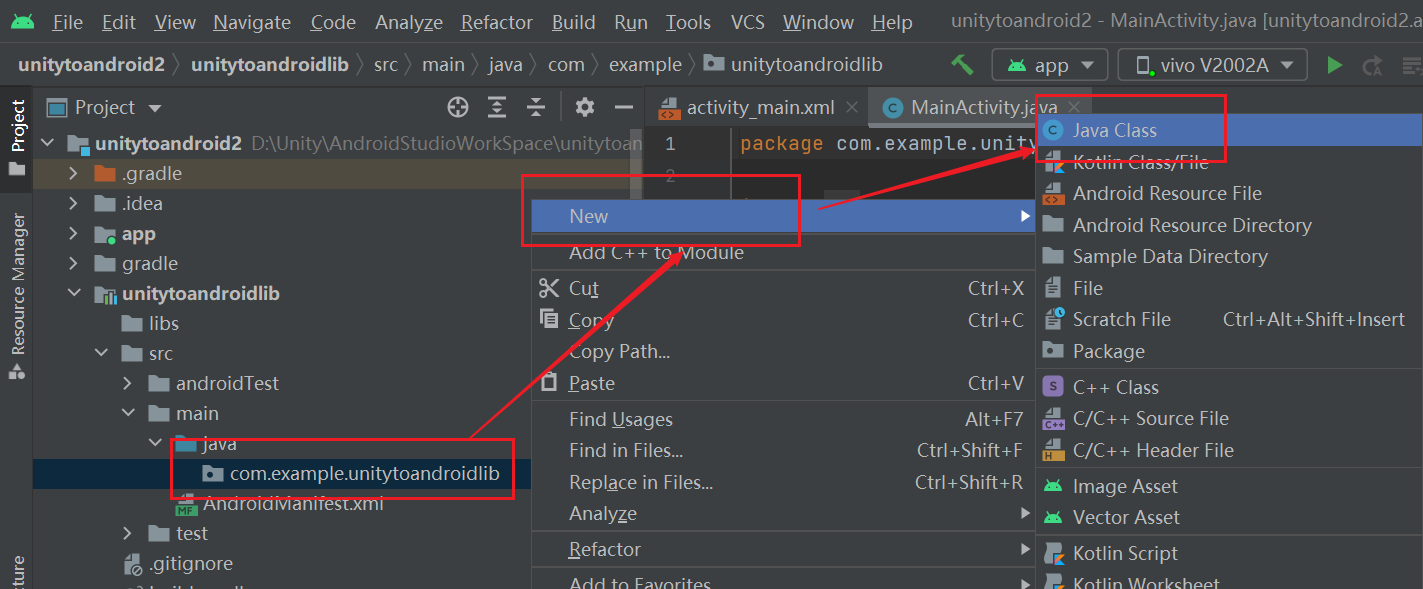 File Edit View Navigate Code Analyze Refactor Build Run Tools VCS Window Help unitytoandroid2 - MainActivity.java [unitytoandroid2.a
unitytoandroid2 unitytoandroidlib src main java com example unitytoandroidlib app vivo V2002A
Project
Resource Manager
Project
activity_main.xml
MainActivity.java
unitytoandroid2 D:\Unity\AndroidStudioWorkSpace\unitytoan
.gradle
.idea
app
gradle
unitytoandroidlib
libs
src
androidTest
main
java
com.example.unitytoandroidlib
AndroidManifest.xml
test
.gitignore
1 package com.example.unity
2
New
Add C++ to Module
Cut Ctrl+X
Copy Ctrl+C
Copy Path...
Paste Ctrl+V
Find Usages Alt+F7
Find in Files... Ctrl+Shift+F
Replace in Files... Ctrl+Shift+R
Analyze
Refactor
Add to Favorites
Java Class
Kotlin Class/File
Android Resource File
Android Resource Directory
Sample Data Directory
File
Scratch File Ctrl+Alt+Shift+Insert
Package
C++ Class
C/C++ Source File
C/C++ Header File
Image Asset
Vector Asset
Kotlin Script
Kotlin Worksheet